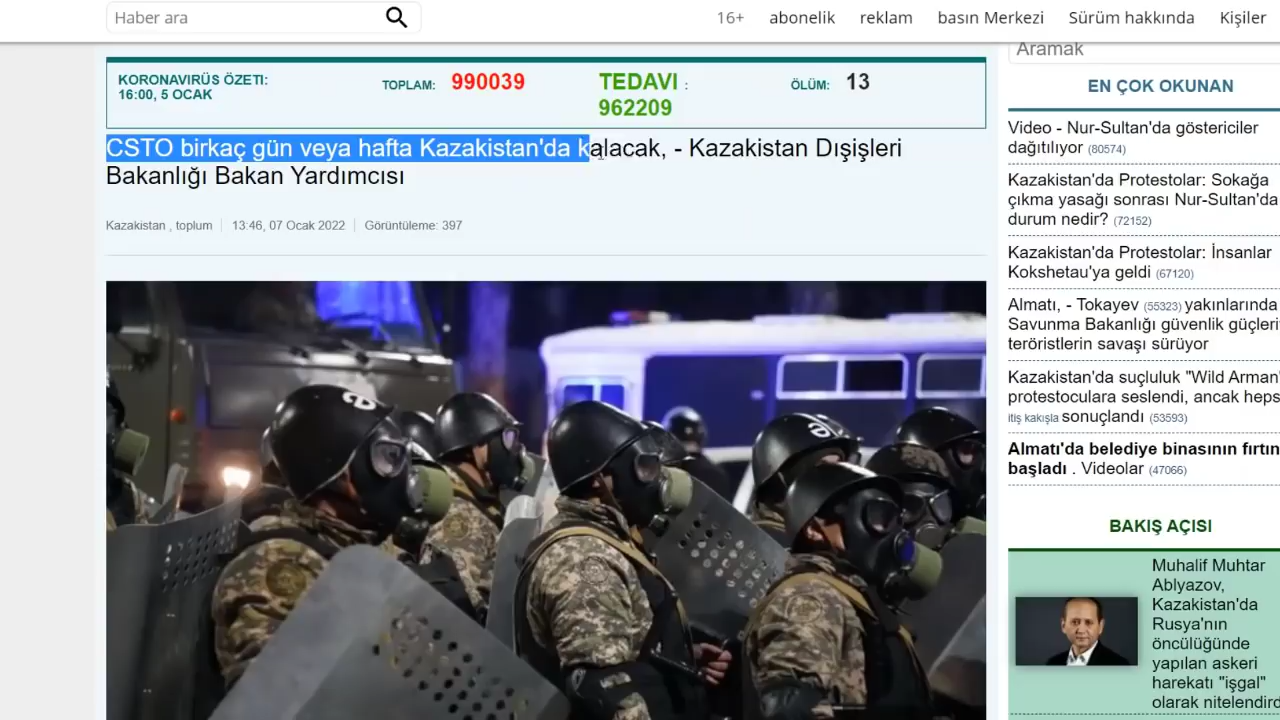 Haber ara
16+ abonelik reklam basın Merkezi Sürüm hakkında Kişiler
KORONAVIRÜS ÖZETI:
16:00, 5 OCAK
TOPLAM: 990039
TEDAVI :
962209
ÖLÜM: 13
CSTO birkaç gün veya hafta Kazakistan'da kalacak, - Kazakistan Dışişleri
Bakanlığı Bakan Yardımcısı
Kazakistan , toplum 13:46, 07 Ocak 2022 Görüntüleme: 397
Aramak
EN ÇOK OKUNAN
Video - Nur-Sultan'da göstericiler
dağıtılıyor (80574)
Kazakistan'da Protestolar: Sokağa
çıkma yasağı sonrası Nur-Sultan'da
durum nedir? (72152)
Kazakistan'da Protestolar: İnsanlar
Kokshetau'ya geldi (67120)
Almatı, - Tokayev (55323) yakınlarında
Savunma Bakanlığı güvenlik güçleri
teröristlerin savaşı sürüyor
Kazakistan'da suçluluk "Wild Arman"
protestoculara seslendi, ancak heps
itiş kakışla sonuçlandı (53593)
Almatı'da belediye binasının fırtın
başladı . Videolar (47066)
BAKIŞ AÇISI
Muhalif Muhtar
Ablyazov,
Kazakistan'da
Rusya'nın
öncülüğünde
yapılan askeri
harekatı "işgal"
olarak nitelendird